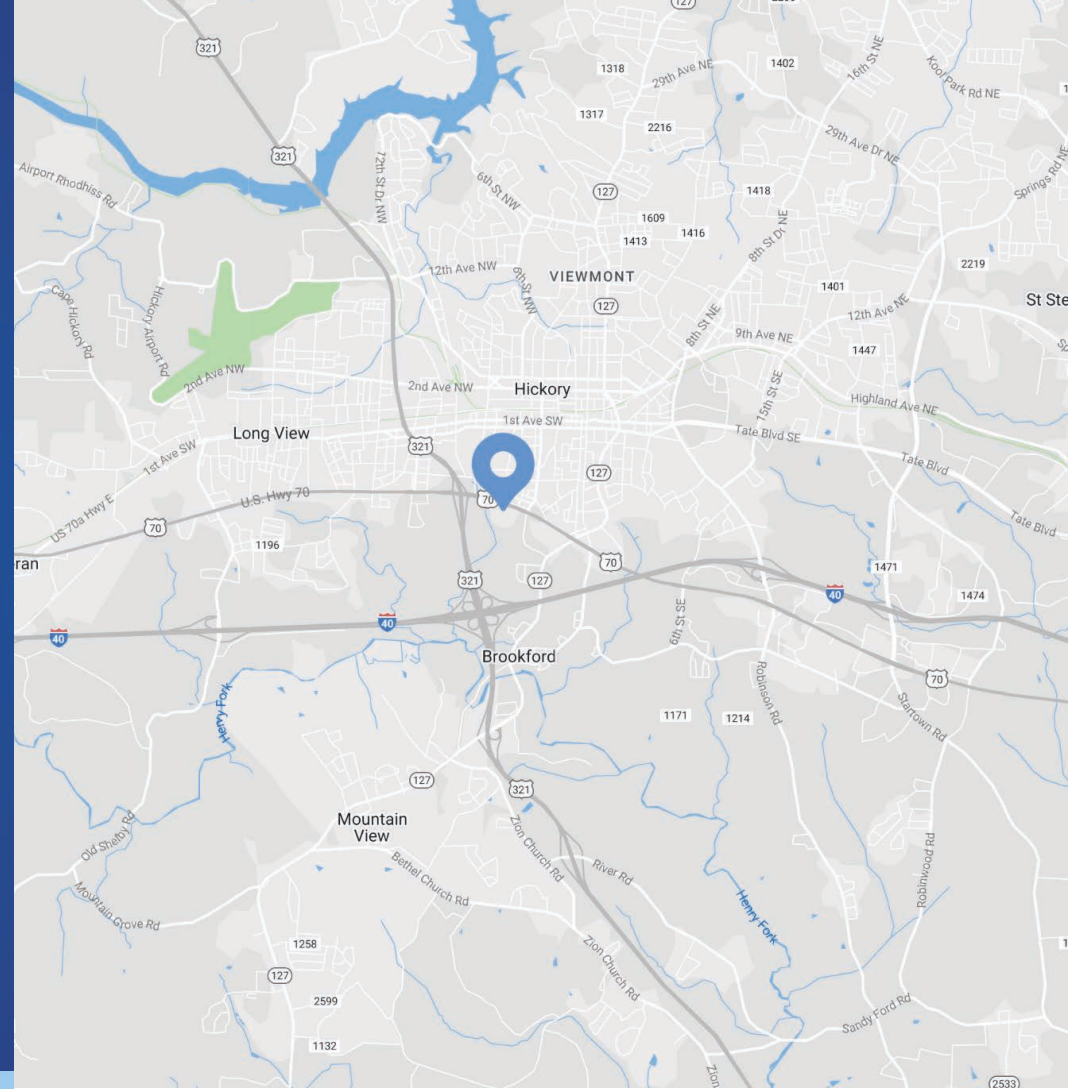 127
321
1318
29th Ave NE
1402
16th St NE
Kool Park Rd NE
1317
2216
321
29th Ave Dr NE
Airport Rhodhiss Rd
12th St Dr NW
6th St NW
127
1418
Springs Rd NE
1609
1413
1416
8th St Dr NE
12th Ave NW
6th St NW
VIEWMONT
2219
Cape Hickory Rd
Hickory Airport Rd
127
1401
12th Ave NE
St Ste
8th St NE
9th Ave NE
1447
2nd Ave NW
2nd Ave NW
Hickory
15th St SE
Highland Ave NE
1st Ave SW
Long View
Tate Blvd SE
321
1st Ave SW
Tate Blvd
127
U.S. Hwy 70
70
US 70a Hwy E
70
Tate Blvd
1196
ran
70
1471
321
127
1474
40
40
40
6th St SE
Brookford
70
Robinson Rd
Henry Fork
1171
1214
Startown Rd
127
321
Mountain
View
Old Shelby Rd
Zion Church Rd
Bethel Church Rd
River Rd
Robinwood Rd
Mountain Grove Rd
Henry Fork
1258
Zion Church Rd
127
2599
Sandy Ford Rd
1132
Zion
2533